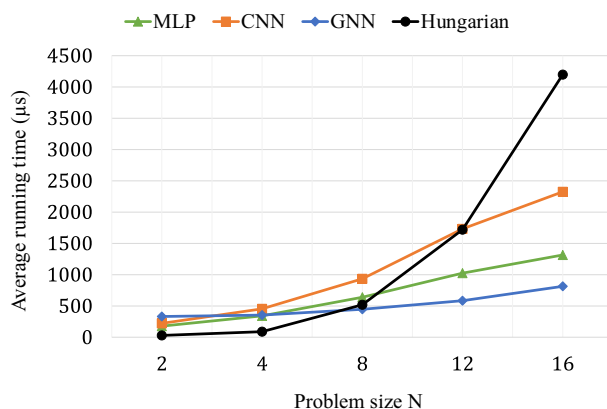 MLP CNN GNN Hungarian
4500
4000
3500
3000
2500
2000
1500
1000
500
0
Average running time (µs)
2 4 8 12 16
Problem size N